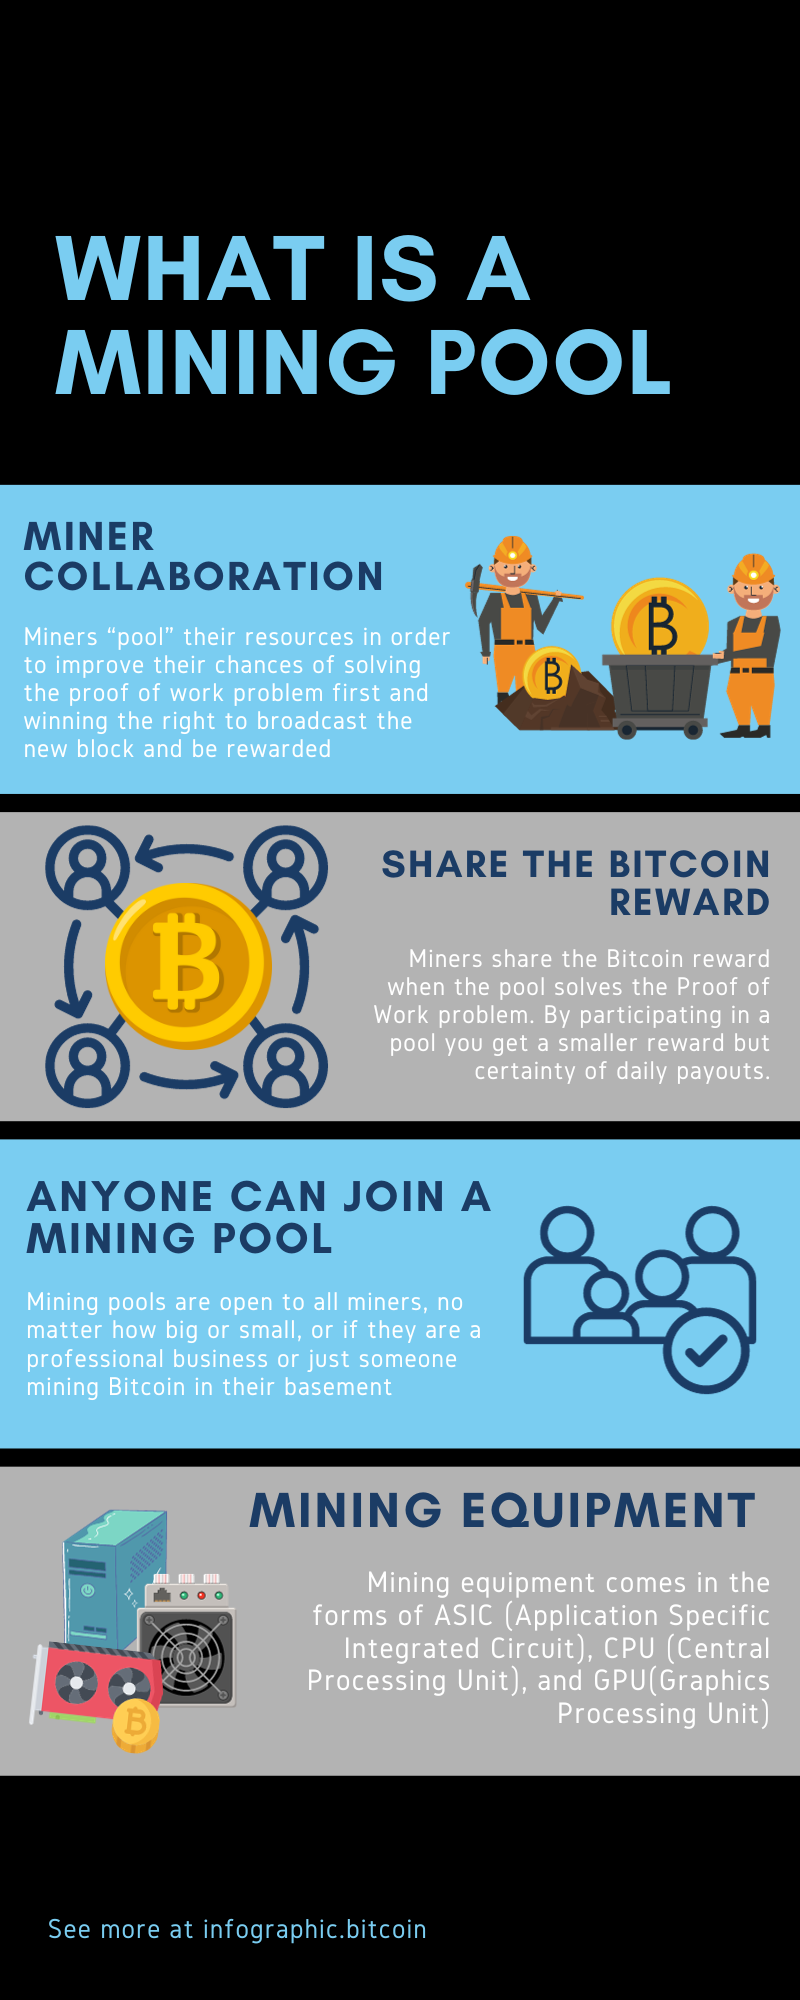 WHAT IS A
MINING POOL
MINER
COLLABORATION
Miners “pool” their resources in order
to improve their chances of solving
the proof of work problem first and
winning the right to broadcast the
new block and be rewarded
SHARE THE BITCOIN
REWARD
Miners share the Bitcoin reward
when the pool solves the Proof of
Work problem. By participating in a
pool you get a smaller reward but
certainty of daily payouts.
ANYONE CAN JOIN A
MINING POOL
Mining pools are open to all miners, no
matter how big or small, or if they are a
professional business or just someone
mining Bitcoin in their basement
MINING EQUIPMENT
Mining equipment comes in the
forms of ASIC (Application Specific
Integrated Circuit), CPU (Central
Processing Unit), and GPU(Graphics
Processing Unit)
See more at infographic.bitcoin